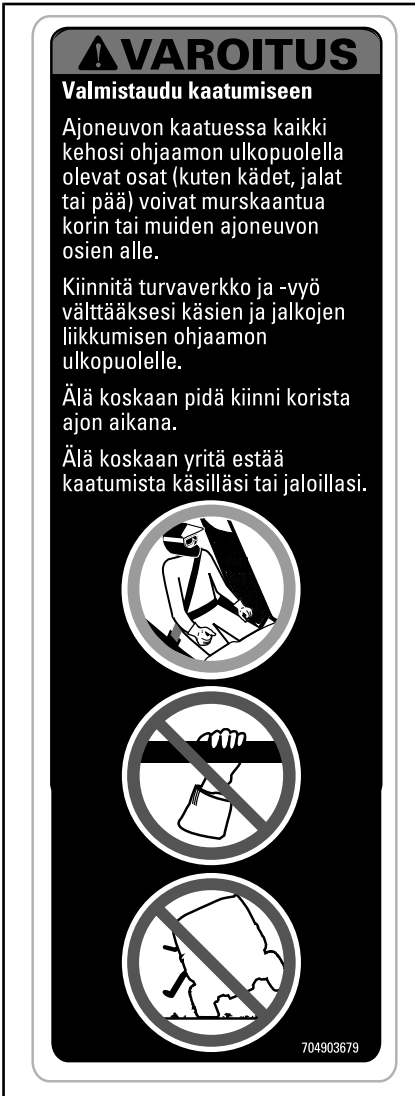 VAROITUS
Valmistaudu kaatumiseen
Ajoneuvon kaatuessa kaikki
kehosi ohjaamon ulkopuolella
olevat osat (kuten kädet, jalat
tai pää) voivat murskaantua
korin tai muiden ajoneuvon
osien alle.
Kiinnitä turvaverkko ja -vyö
välttääksesi käsien ja jalkojen
liikkumisen ohjaamon
ulkopuolelle.
Älä koskaan pidä kiinni korista
ajon aikana.
Älä koskaan yritä estää
kaatumista käsilläsi tai jaloillasi.
704903679